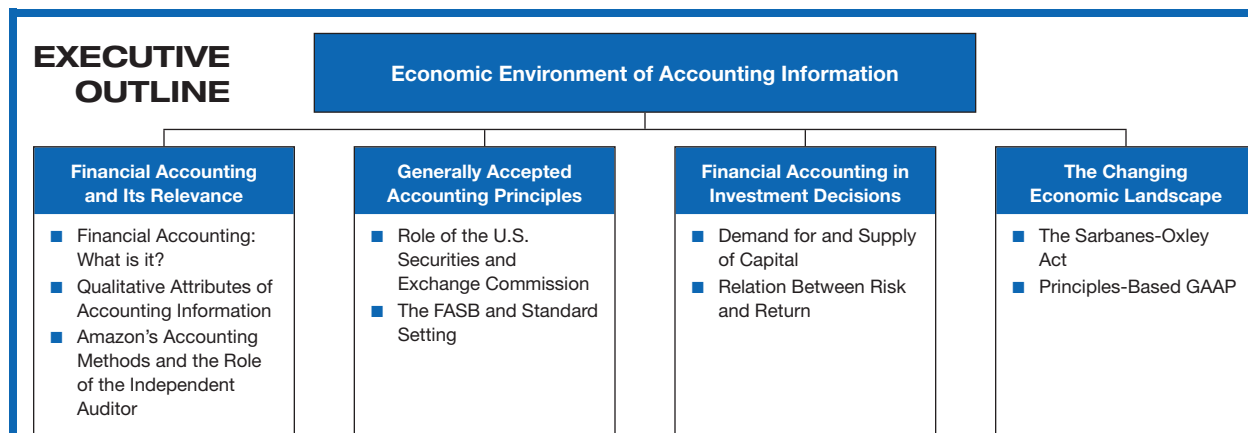 EXECUTIVE
OUTLINE
Economic Environment of Accounting Information
Financial Accounting
and Its Relevance
■ Financial Accounting:
What is it?
■ Qualitative Attributes of
Accounting Information
■ Amazon’s Accounting
Methods and the Role
of the Independent
Auditor
Generally Accepted
Accounting Principles
■ Role of the U.S.
Securities and
Exchange Commission
■ The FASB and Standard
Setting
Financial Accounting in
Investment Decisions
■ Demand for and Supply
of Capital
■ Relation Between Risk
and Return
The Changing
Economic Landscape
■ The Sarbanes-Oxley
Act
■ Principles-Based GAAP